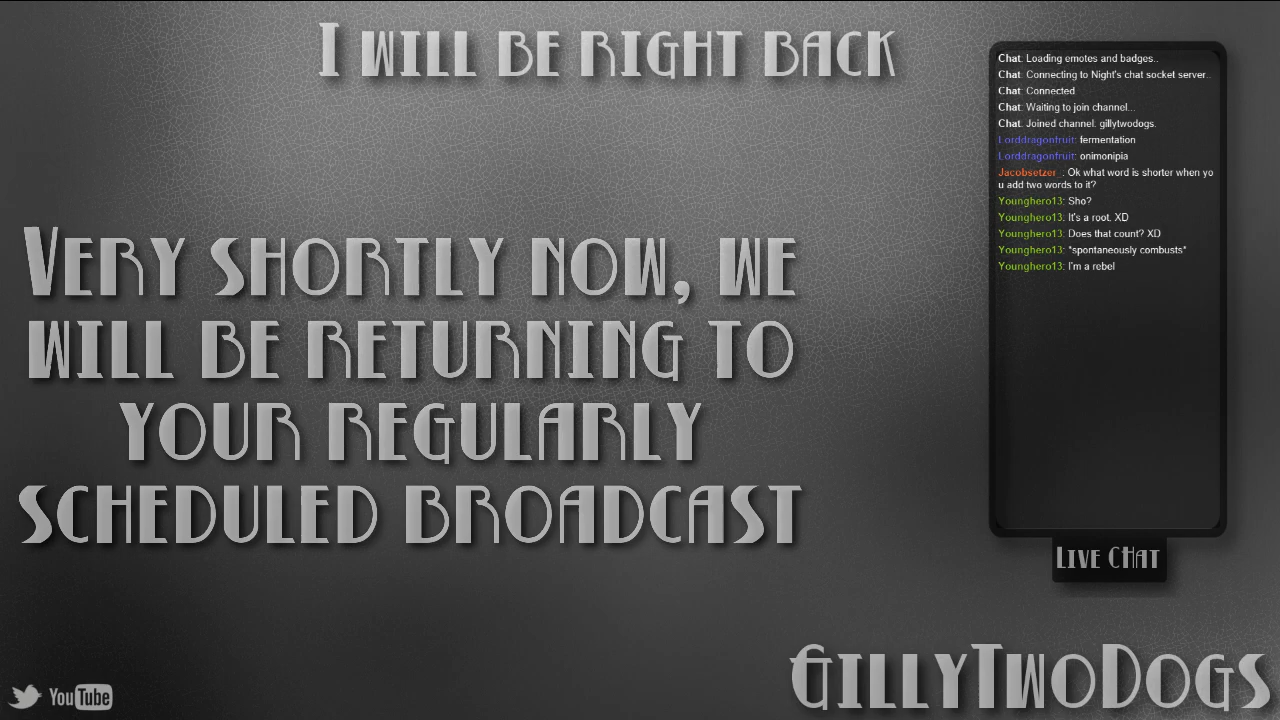 I will be right back
Chat: Loading emotes and badges..
Chat: Connecting to Night's chat socket server..
Chat: Connected
Chat: Waiting to join channel...
Chat: Joined channel: gillytwodogs.
Lorddragonfruit: fermentation
Lorddragonfruit: onimonipia
Jacobsetzer : Ok what word is shorter when yo
u add two words to it?
Younghero13: Sho?
Younghero13: It's a root. XD
Younghero13: Does that count? XD
Younghero13: *spontaneously combusts*
Younghero13: I'm a rebel
Very shortly now, we
will be returning to
your regularly
scheduled broadcast
Live Chat
GillyTwoDogs
YouTube